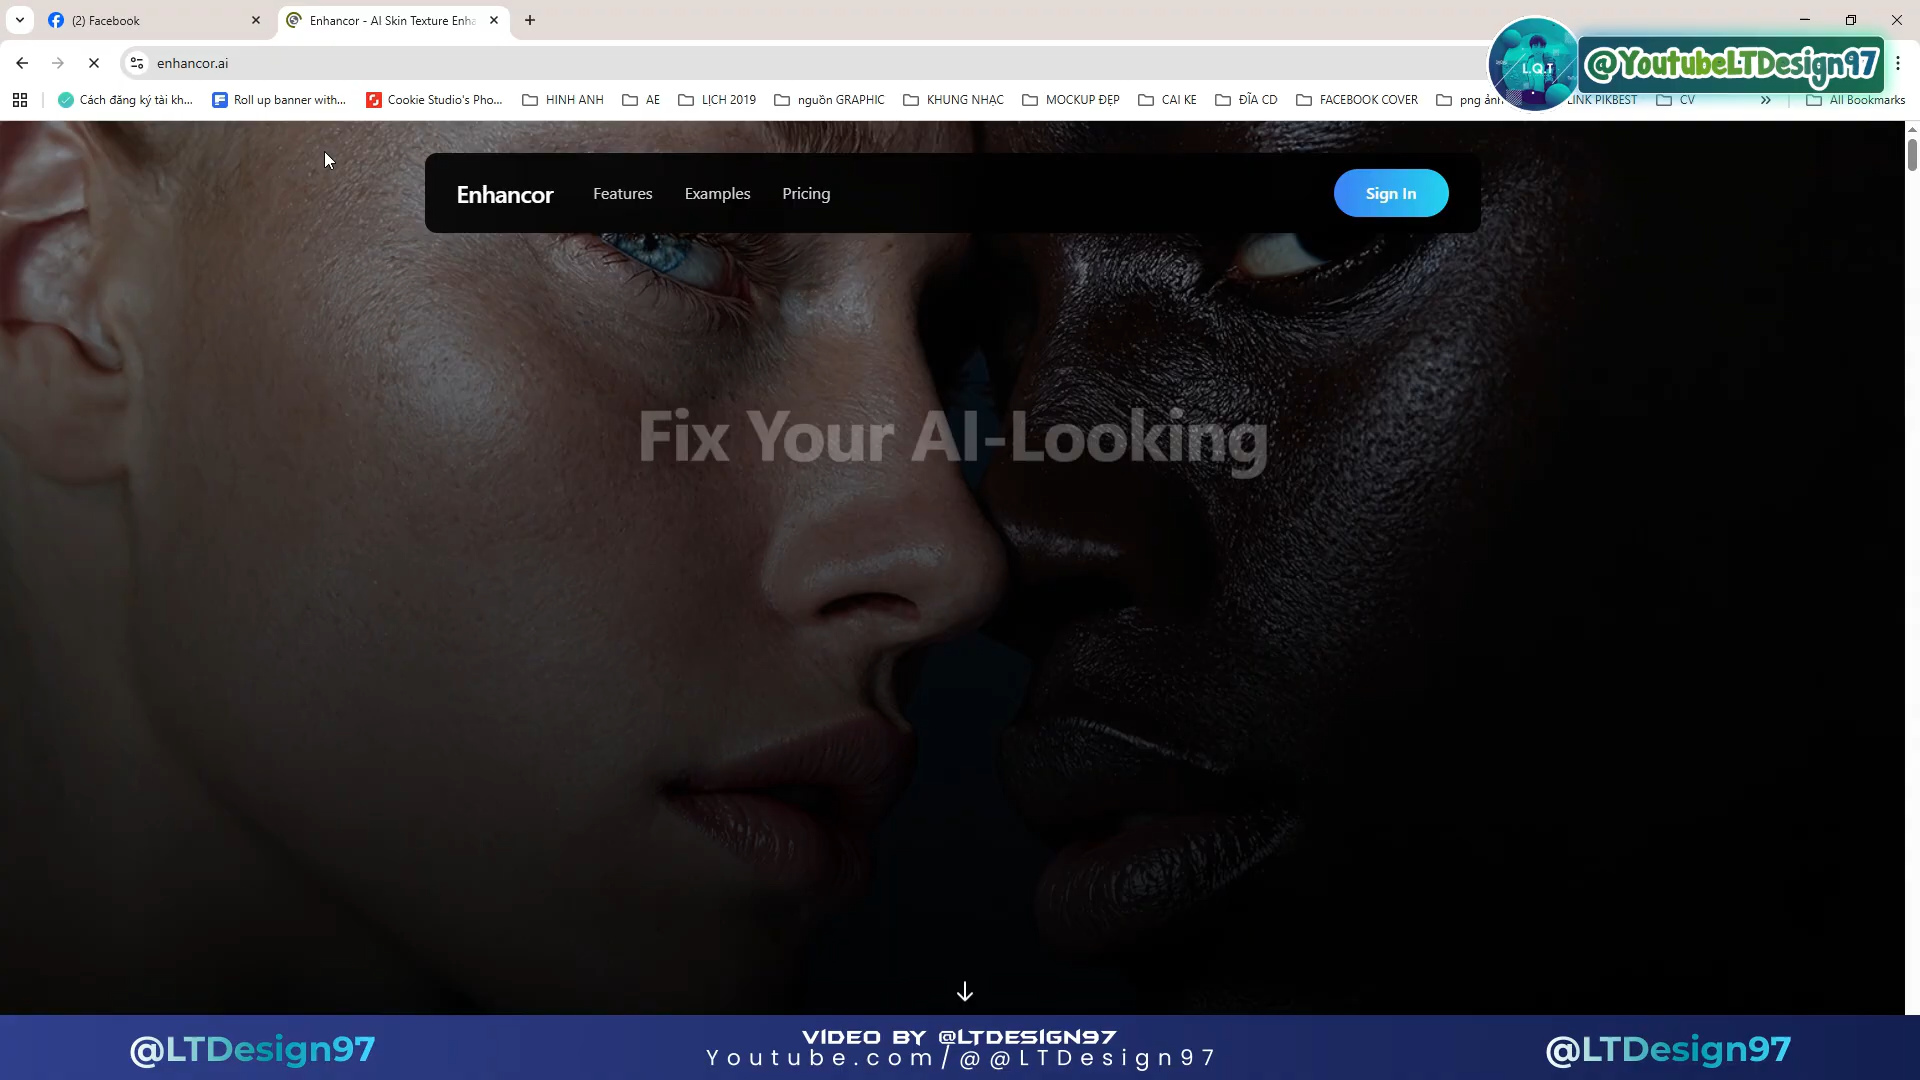 (2) Facebook
Enhancor - AI Skin Texture Enha
enhancor.ai
@YoutubeLTDesign97
L.Q.T
Cách đăng ký tài kh...
Roll up banner with...
Cookie Studio's Pho...
HINH ANH
AE
LỊCH 2019
nguồn GRAPHIC
KHUNG NHẠC
MOCKUP ĐẸP
CAI KE
ĐĨA CD
FACEBOOK COVER
png ảnh
LINK PIKBEST
CV
All Bookmarks
Enhancor
Features
Examples
Pricing
Sign In
Fix Your AI-Looking
@LTDesign97
VIDEO BY @LTDESIGN97
Youtube.com/@@LTDesign97
@LTDesign97